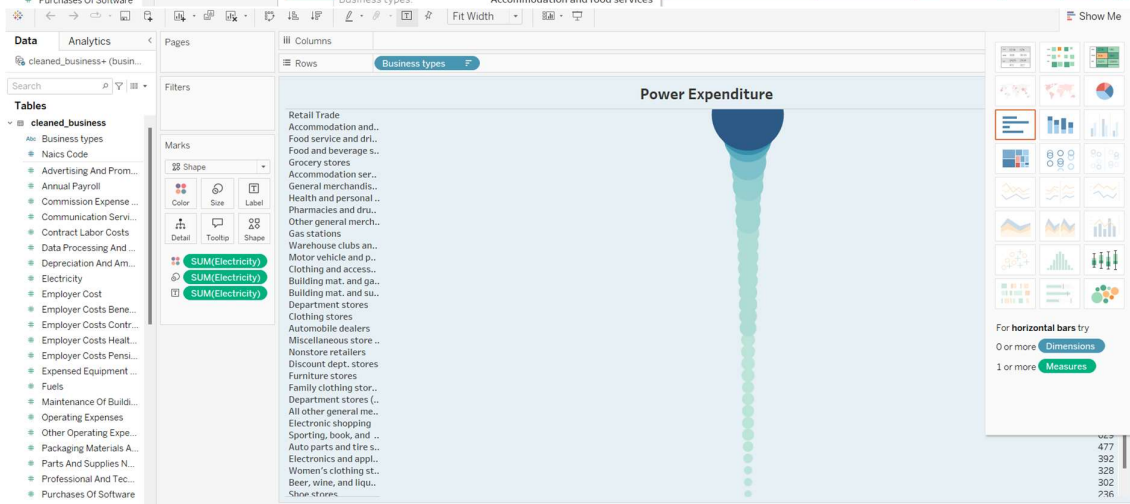 Purchases Of Software
Business types:
Accommodation and food services
Fit Width
Show Me
Data
Analytics
cleaned_business+ (busin...
Search
Tables
cleaned_business
Abc Business types
# Naics Code
# Advertising And Prom...
# Annual Payroll
# Commission Expense ...
# Communication Servi...
# Contract Labor Costs
# Data Processing And ...
# Depreciation And Am...
# Electricity
# Employer Cost
# Employer Costs Bene...
# Employer Costs Contr...
# Employer Costs Healt...
# Employer Costs Pensi...
# Expensed Equipment ...
# Fuels
# Maintenance Of Buildi...
# Operating Expenses
# Other Operating Expe...
# Packaging Materials A...
# Parts And Supplies N...
# Professional And Tec...
# Purchases Of Software
Pages
Filters
Marks
Shape
Color
Size
Label
Detail
Tooltip
Shape
SUM(Electricity)
SUM(Electricity)
SUM(Electricity)
Columns
Rows
Business types
Power Expenditure
Retail Trade
Accommodation and..
Food service and dri..
Food and beverage s..
Grocery stores
Accommodation ser..
General merchandis..
Health and personal ..
Pharmacies and dru..
Other general merch..
Gas stations
Warehouse clubs an..
Motor vehicle and p..
Clothing and access..
Building mat. and ga..
Building mat. and su..
Department stores
Clothing stores
Automobile dealers
Miscellaneous store ..
Nonstore retailers
Discount dept. stores
Furniture stores
Family clothing stor..
Department stores (..
All other general me..
Electronic shopping
Sporting, book, and ..
Auto parts and tire s..
Electronics and appl..
Women's clothing st..
Beer, wine, and liqu..
Shoe stores
629
477
392
328
302
236
For horizontal bars try
0 or more Dimensions
1 or more Measures